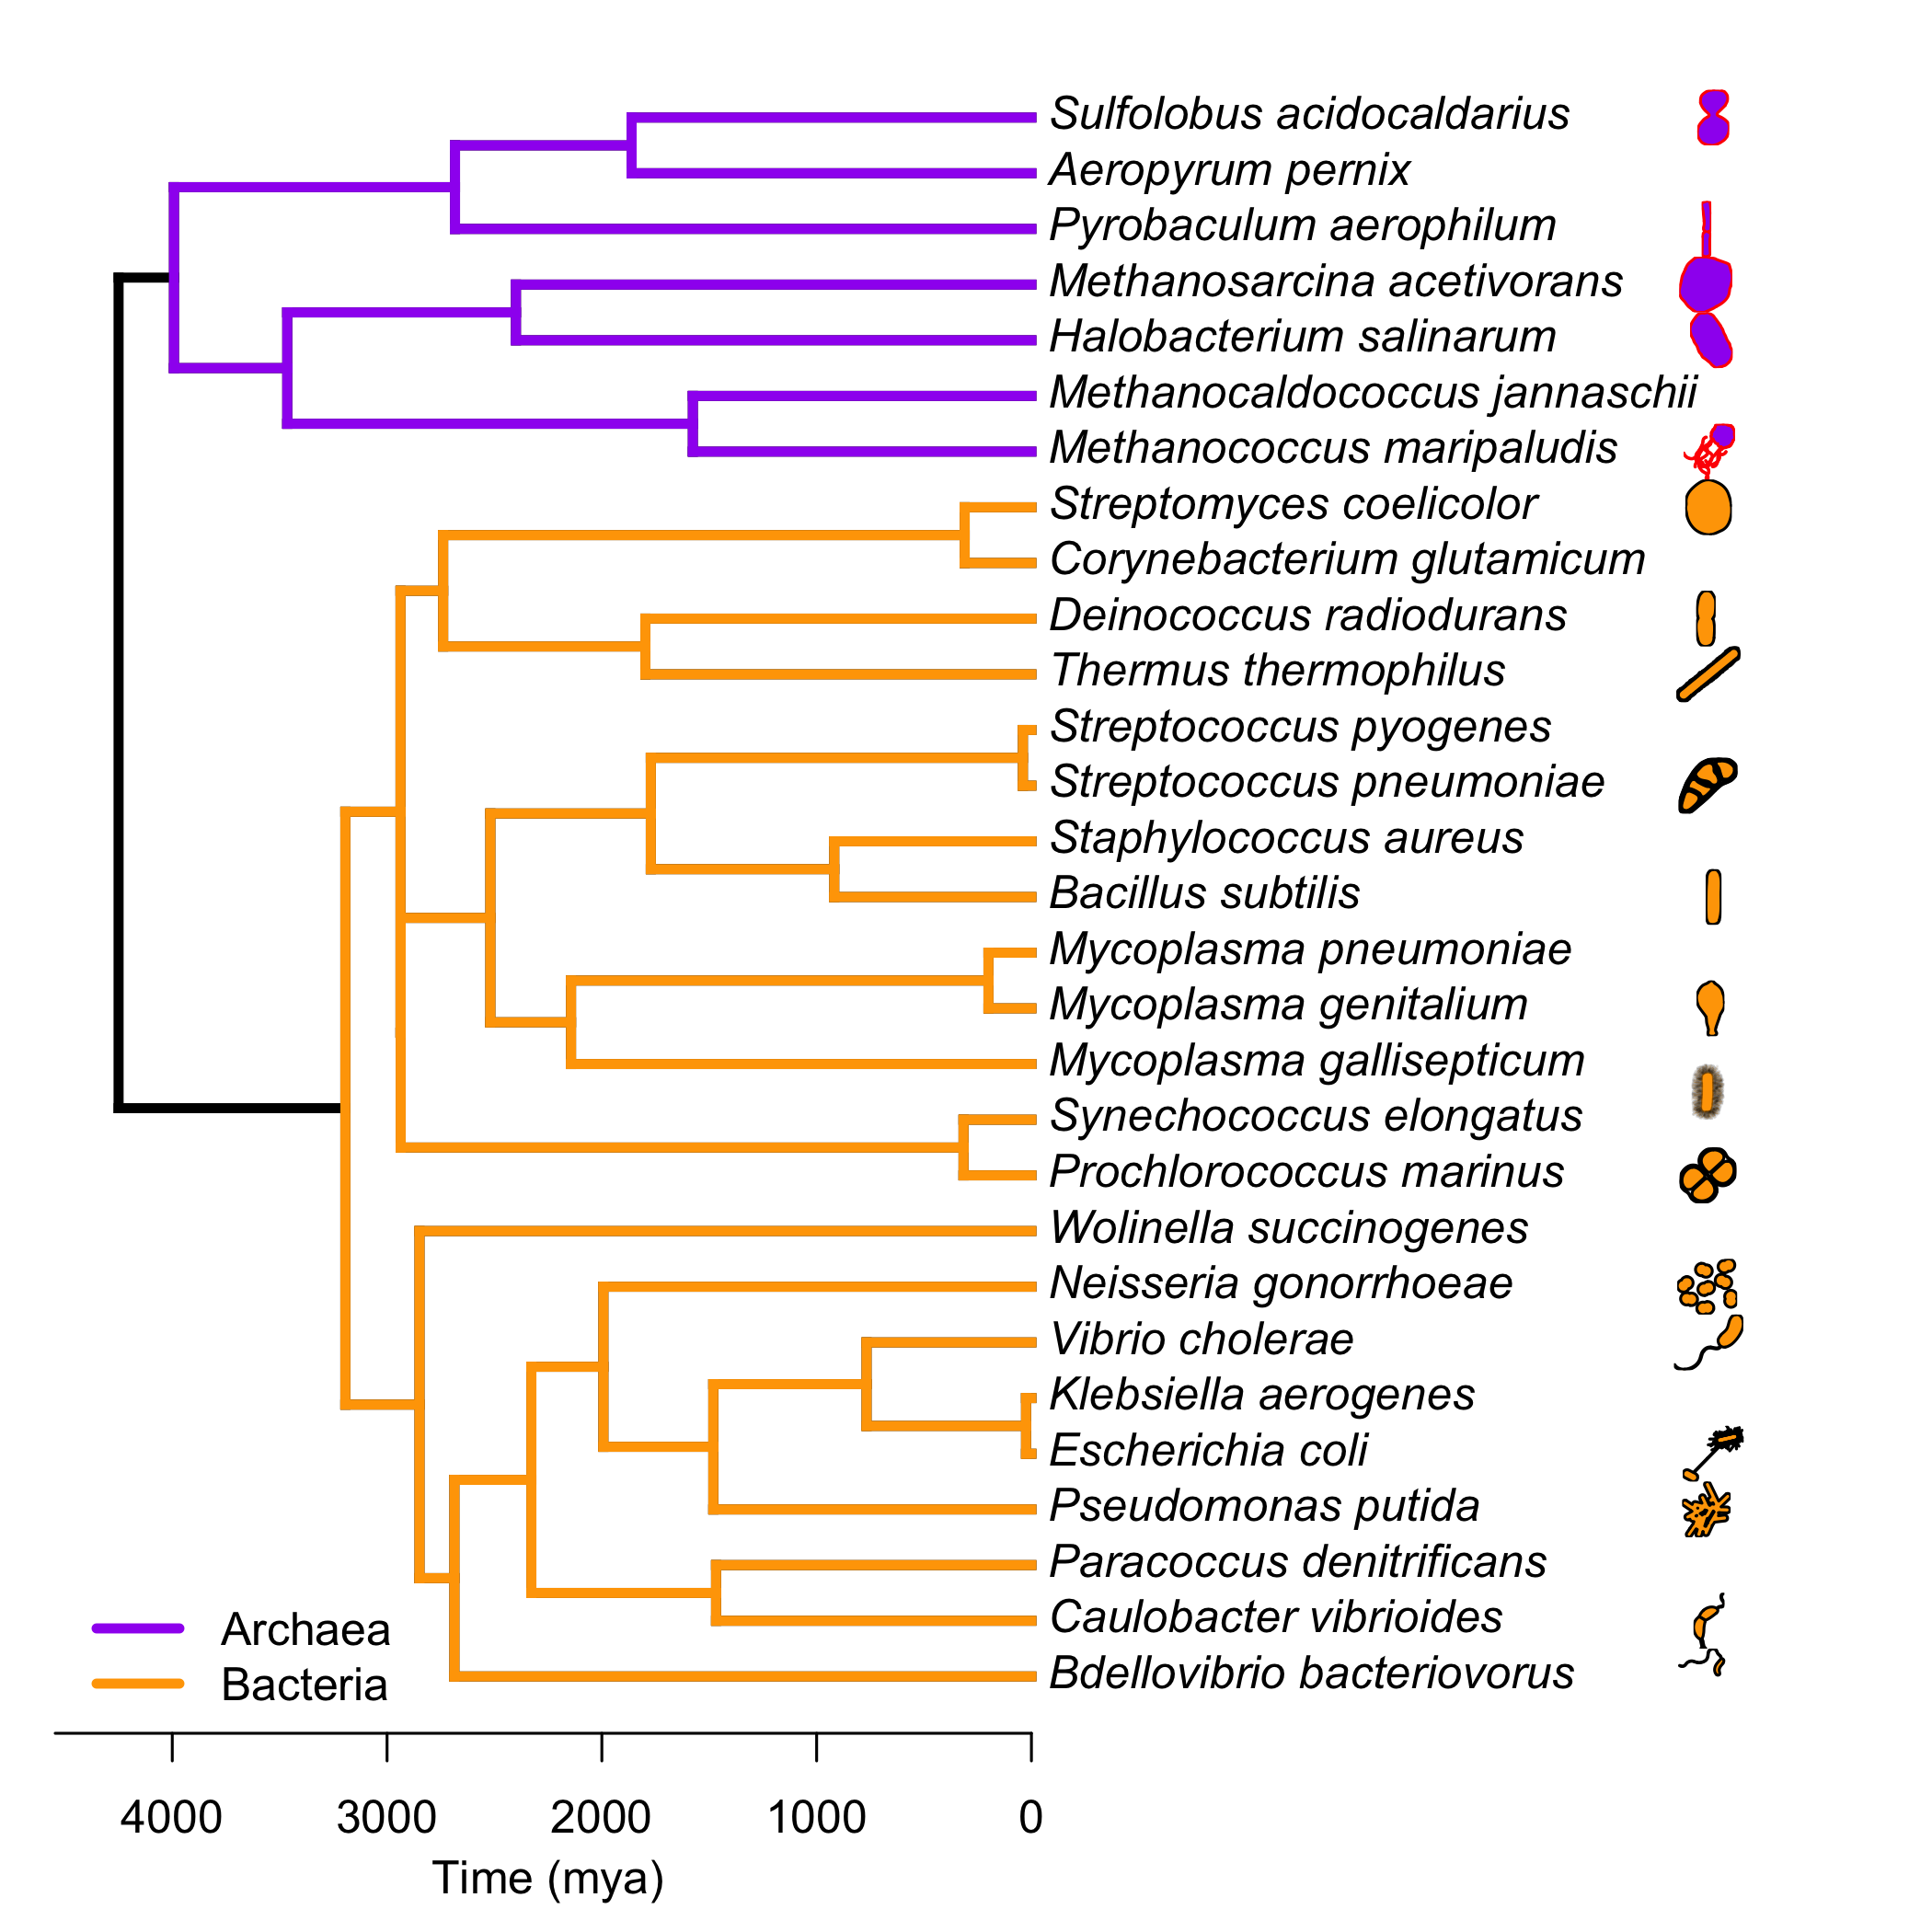 Sulfolobus acidocaldarius
Aeropyrum pernix
Pyrobaculum aerophilum
Methanosarcina acetivorans
Halobacterium salinarum
Methanocaldococcus jannaschii
Methanococcus maripaludis
Streptomyces coelicolor
Corynebacterium glutamicum
Deinococcus radiodurans
Thermus thermophilus
Streptococcus pyogenes
Streptococcus pneumoniae
Staphylococcus aureus
Bacillus subtilis
Mycoplasma pneumoniae
Mycoplasma genitalium
Mycoplasma gallisepticum
Synechococcus elongatus
Prochlorococcus marinus
Wolinella succinogenes
Neisseria gonorrhoeae
Vibrio cholerae
Klebsiella aerogenes
Escherichia coli
Pseudomonas putida
Paracoccus denitrificans
Caulobacter vibrioides
Bdellovibrio bacteriovorus
Archaea
Bacteria
4000 3000 2000 1000 0
Time (mya)